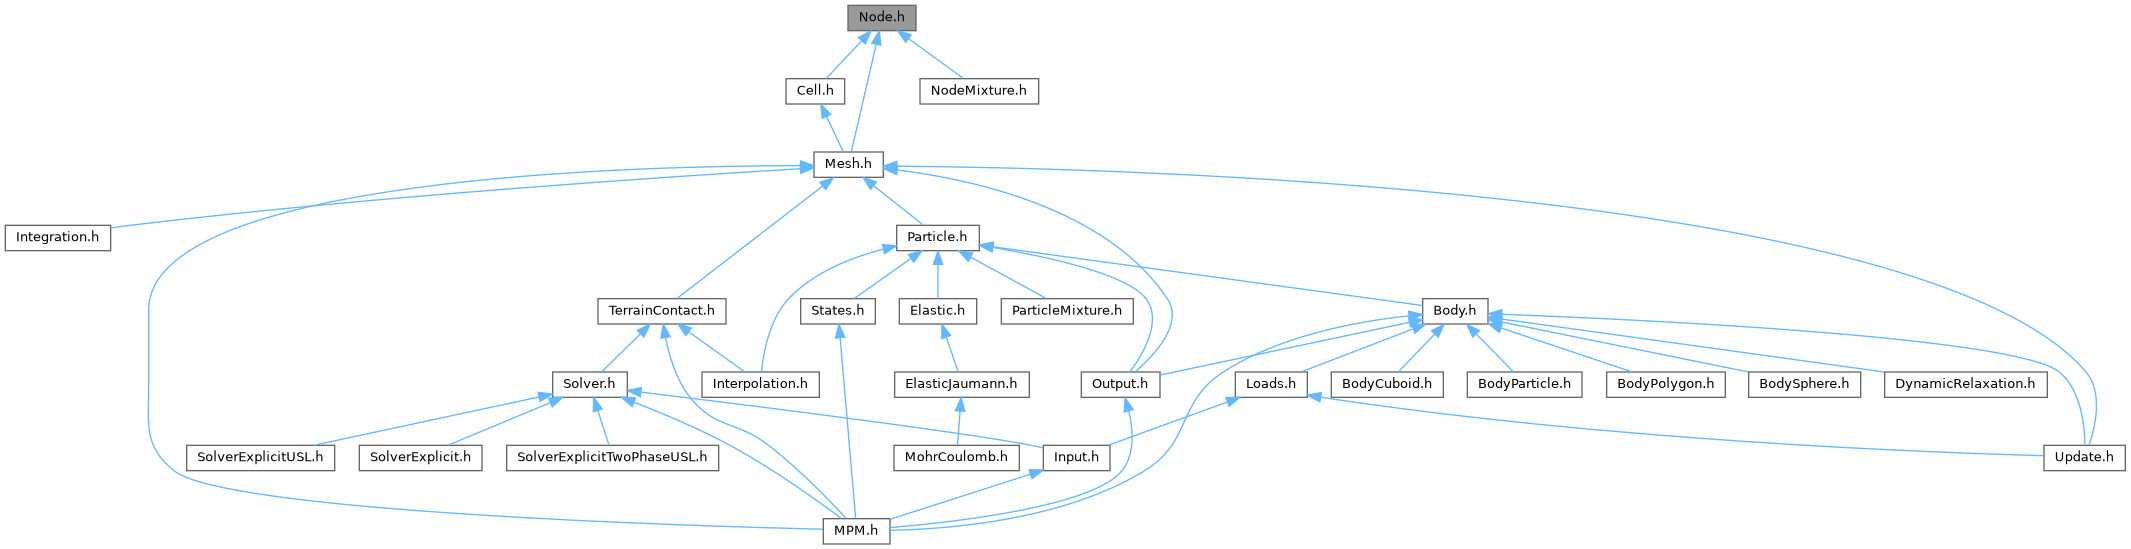 Node.h
Cell.h
NodeMixture.h
Mesh.h
Integration.h
Particle.h
TerrainContact.h
States.h
Elastic.h
ParticleMixture.h
Body.h
Solver.h
Interpolation.h
ElasticJaumann.h
Output.h
Loads.h
BodyCuboid.h
BodyParticle.h
BodyPolygon.h
BodySphere.h
DynamicRelaxation.h
SolverExplicitUSL.h
SolverExplicit.h
SolverExplicitTwoPhaseUSL.h
MohrCoulomb.h
Input.h
Update.h
MPM.h